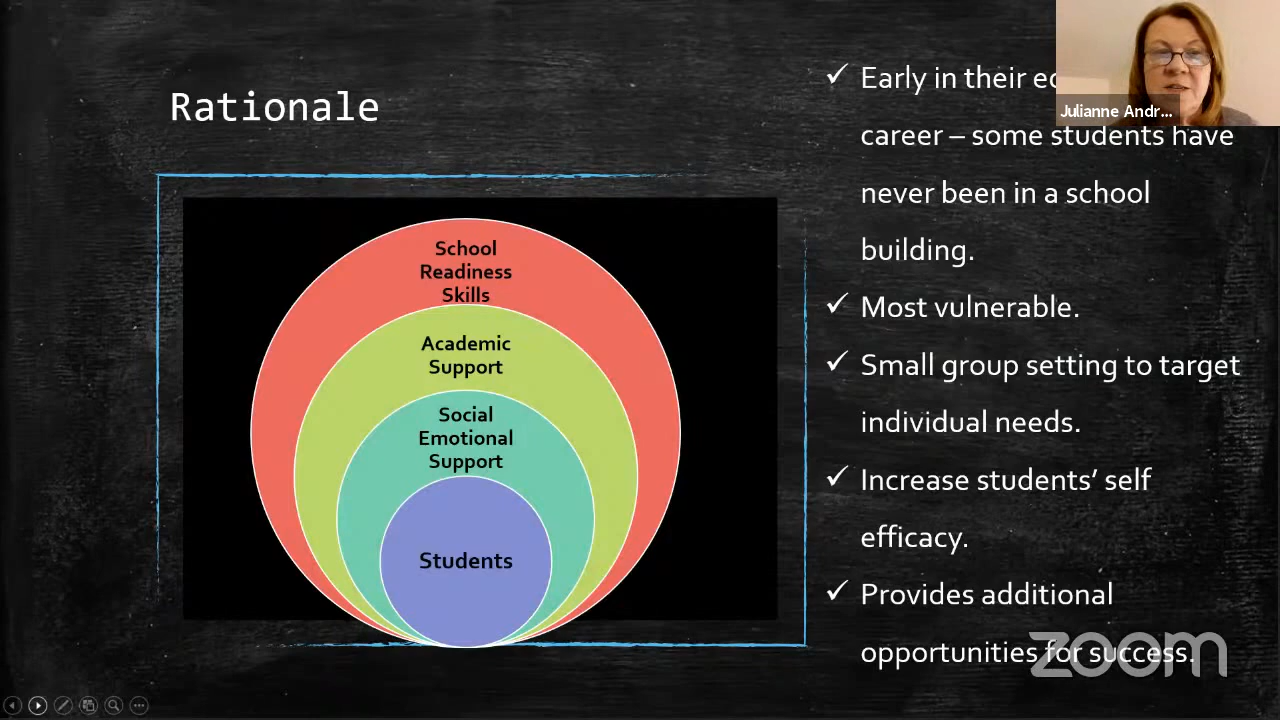 Rationale
School
Readiness
Skills
Academic
Support
Social
Emotional
Support
Students
✓ Early in their
career – some students have
never been in a school
building.
✓ Most vulnerable.
✓ Small group setting to target
individual needs.
✓ Increase students’ self
efficacy.
✓ Provides additional
opportunities for success.
Julianne Andr...
zoom